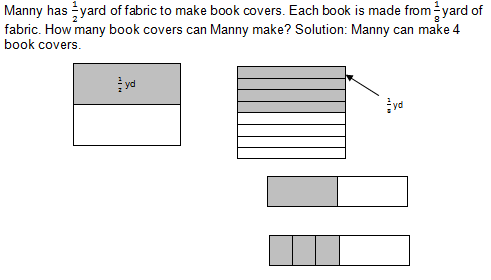 Manny has 1/2 yard of fabric to make book covers. Each book is made from 1/8 yard of
fabric. How many book covers can Manny make? Solution: Manny can make 4
book covers.
1/2 yd
1/8 yd